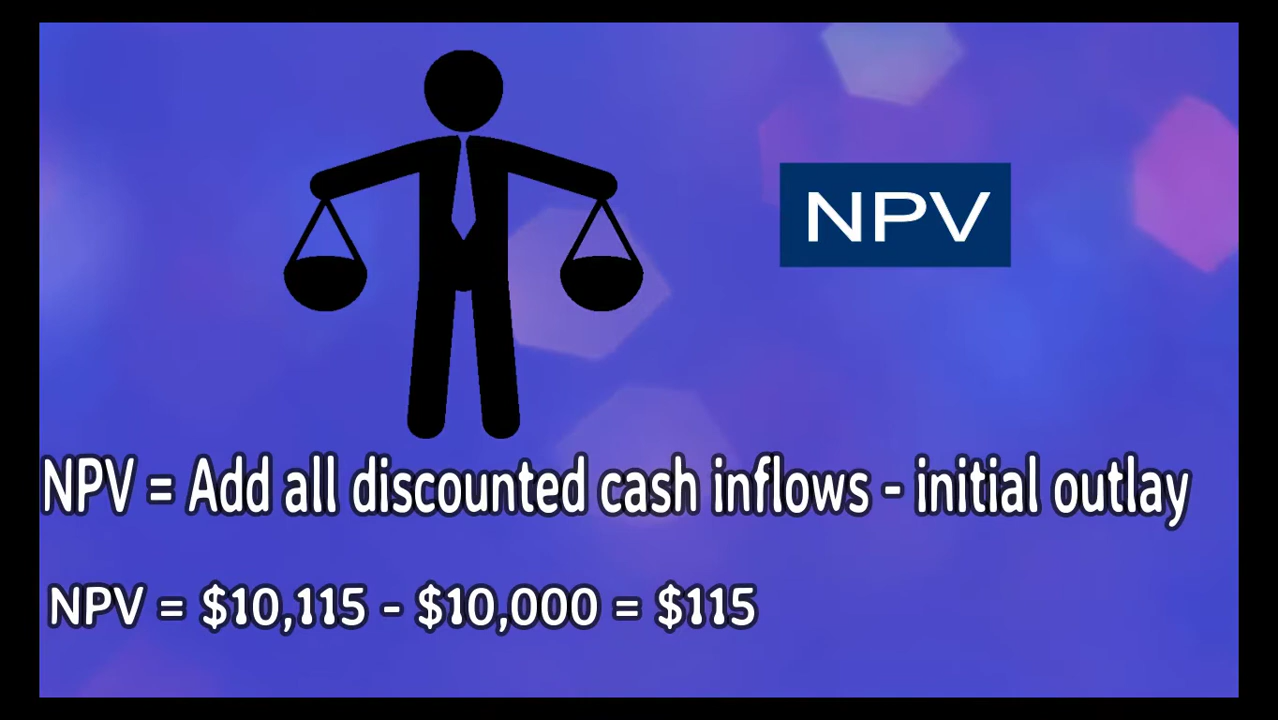 NPV
NPV = Add all discounted cash inflows - initial outlay
NPV = $10,115 - $10,000 = $115